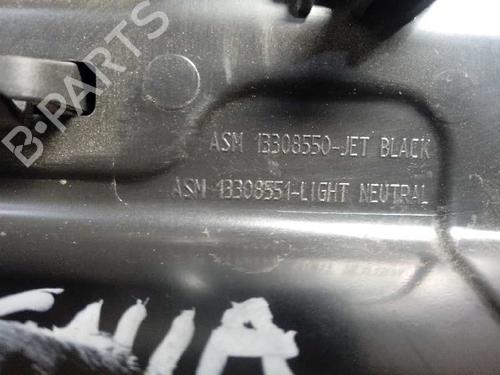 B-PARTS
ASM 13308550-JET BLACK
ASM 13308551-LIGHT NEUTRAL